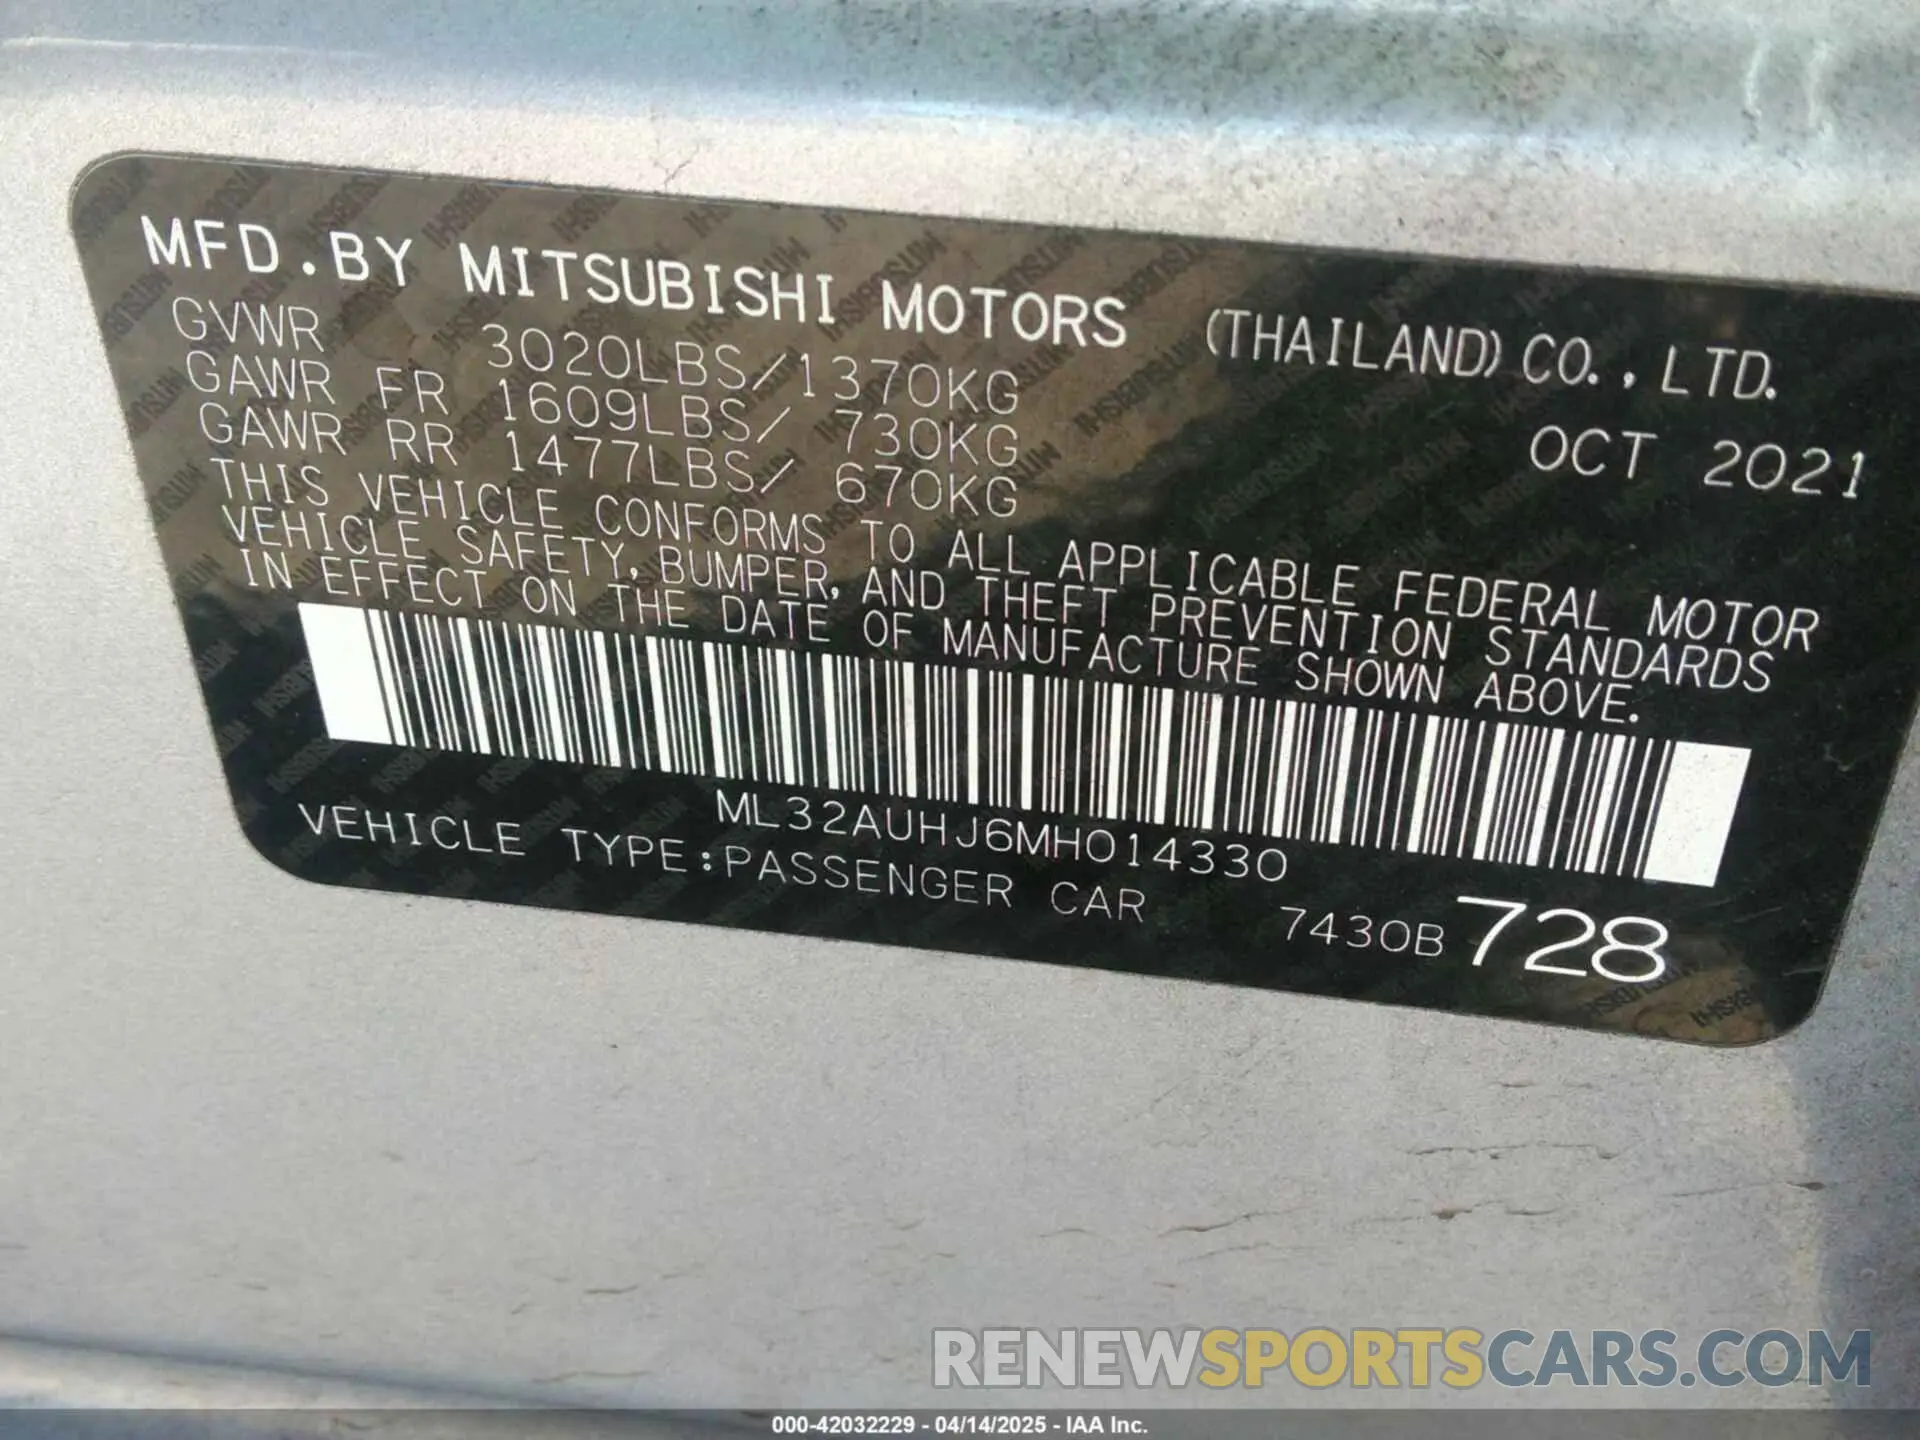 MFD.BY MITSUBISHI MOTORS (THAILAND) CO., LTD.
GVWR 3020LBS/1370KG
GAWR FR 1609LBS/ 730KG OCT 2021
GAWR RR 1477LBS/ 670KG
THIS VEHICLE CONFORMS TO ALL APPLICABLE FEDERAL MOTOR
VEHICLE SAFETY, BUMPER, AND THEFT PREVENTION STANDARDS
IN EFFECT ON THE DATE OF MANUFACTURE SHOWN ABOVE.
ML32AUHJ6MH014330
VEHICLE TYPE:PASSENGER CAR 7430B 728
RENEWSPORTSCARS.COM
000-42032229 - 04/14/2025 - IAA Inc.